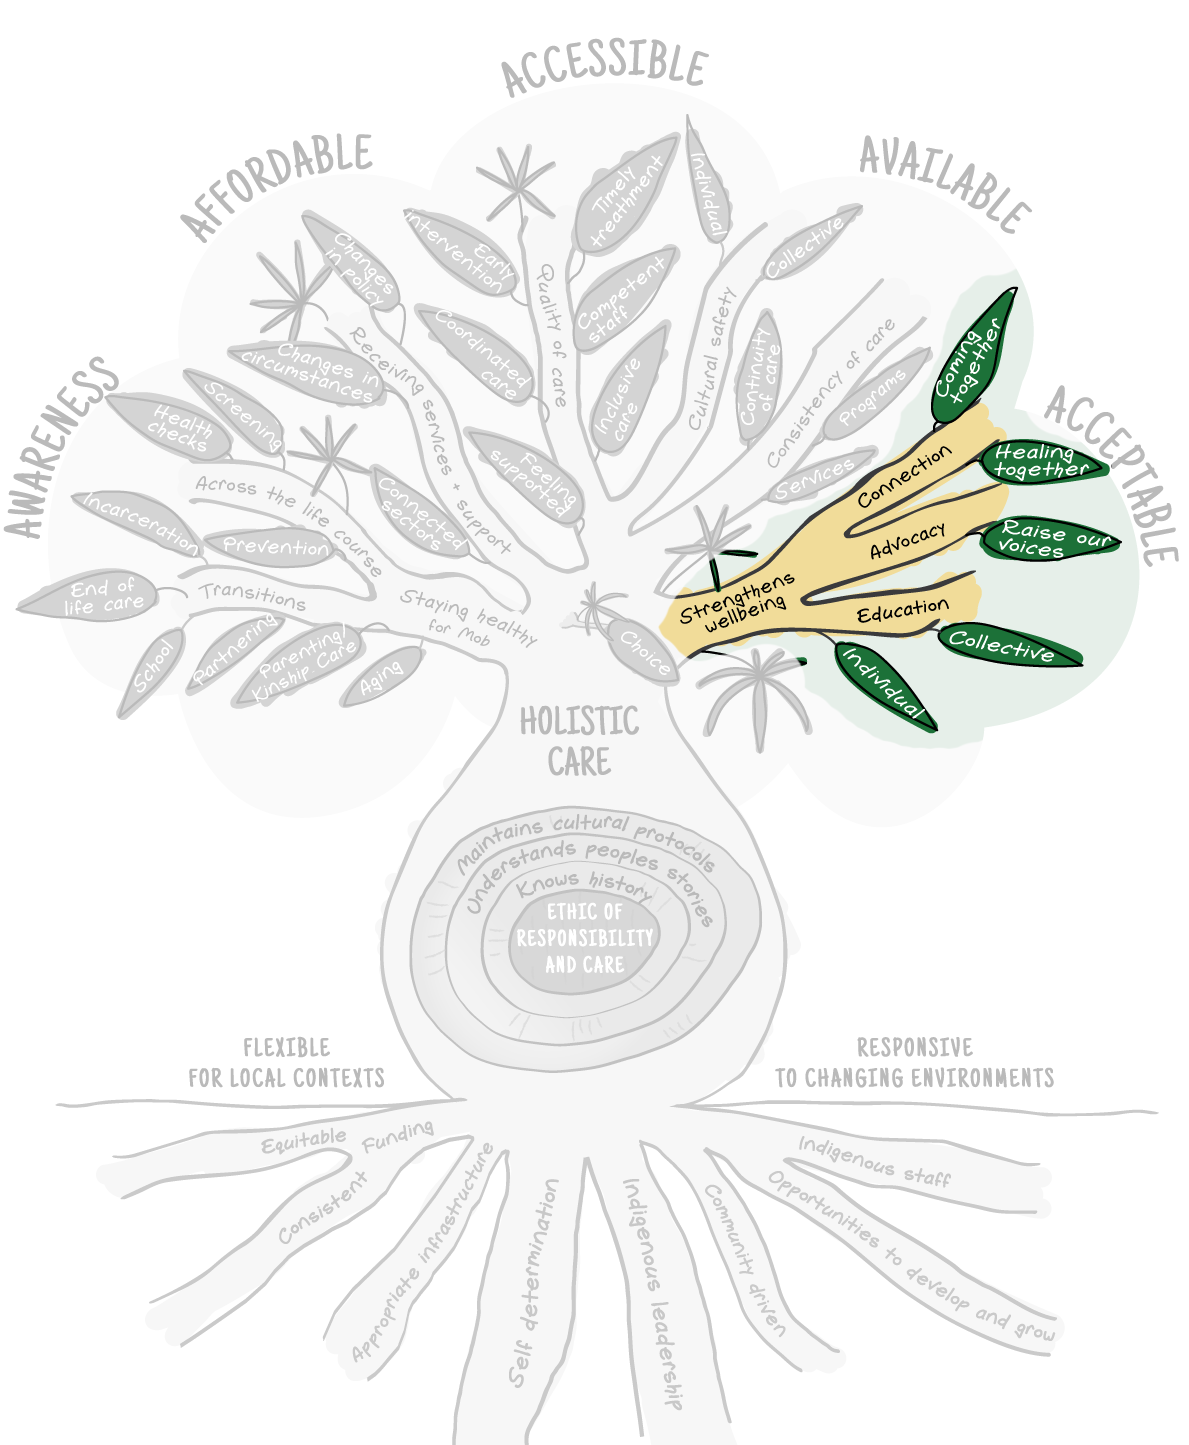 ACCESSIBLE
AFFORDABLE
AVAILABLE
AWARENESS
ACCEPTABLE
Timely
treathment
Individual
Collective
Changes
in policy
Early
intervention
Competent
staff
Quality of care
Cultural safety
Coordinated
care
Inclusive
care
Continuity
of care
Consistency of care
Programs
Services
Changes in
circumstances
Receiving services + support
Feeling
supported
Connected
sectors
Screening
Health
checks
Across the life course
Incarceration
Prevention
End of
life care
Transitions
Staying healthy
for Mob
School
Partnering
Parenting/
Kinship Care
Aging
Choice
Coming
together
Connection
Healing
together
Advocacy
Raise our
voices
Strengthens
wellbeing
Education
Collective
Individual
HOLISTIC
CARE
Maintains cultural protocols
Understands peoples stories
Knows history
ETHIC OF
RESPONSIBILITY
AND CARE
FLEXIBLE
FOR LOCAL CONTEXTS
RESPONSIVE
TO CHANGING ENVIRONMENTS
Equitable Funding
Consistent
Appropriate infrastructure
Self determination
Indigenous leadership
Community driven
Opportunities to develop and grow
Indigenous staff